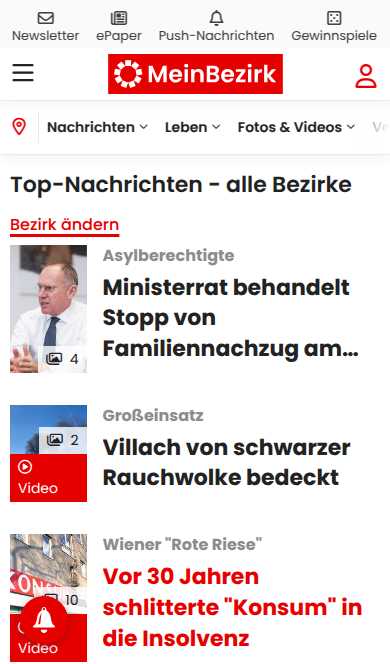 Newsletter
ePaper
Push-Nachrichten
Gewinnspiele
MeinBezirk
Nachrichten
Leben
Fotos & Videos
Top-Nachrichten - alle Bezirke
Bezirk ändern
Asylberechtigte
Ministerrat behandelt
Stopp von
Familiennachzug am...
4
Großeinsatz
Villach von schwarzer
Rauchwolke bedeckt
2
Video
Wiener "Rote Riese"
Vor 30 Jahren
schlitterte "Konsum" in
die Insolvenz
10
Video